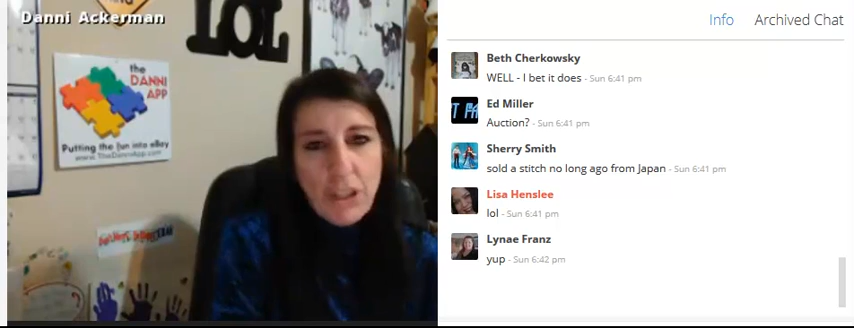 Danni Ackerman
LOL
the
DANNI
APP
Putting the fun into eBay
www.TheDanniApp.com
Info Archived Chat
Beth Cherkowsky
WELL - I bet it does - Sun 6:41 pm
Ed Miller
Auction? - Sun 6:41 pm
Sherry Smith
sold a stitch no long ago from Japan - Sun 6:41 pm
Lisa Henslee
lol - Sun 6:41 pm
Lynae Franz
yup - Sun 6:42 pm